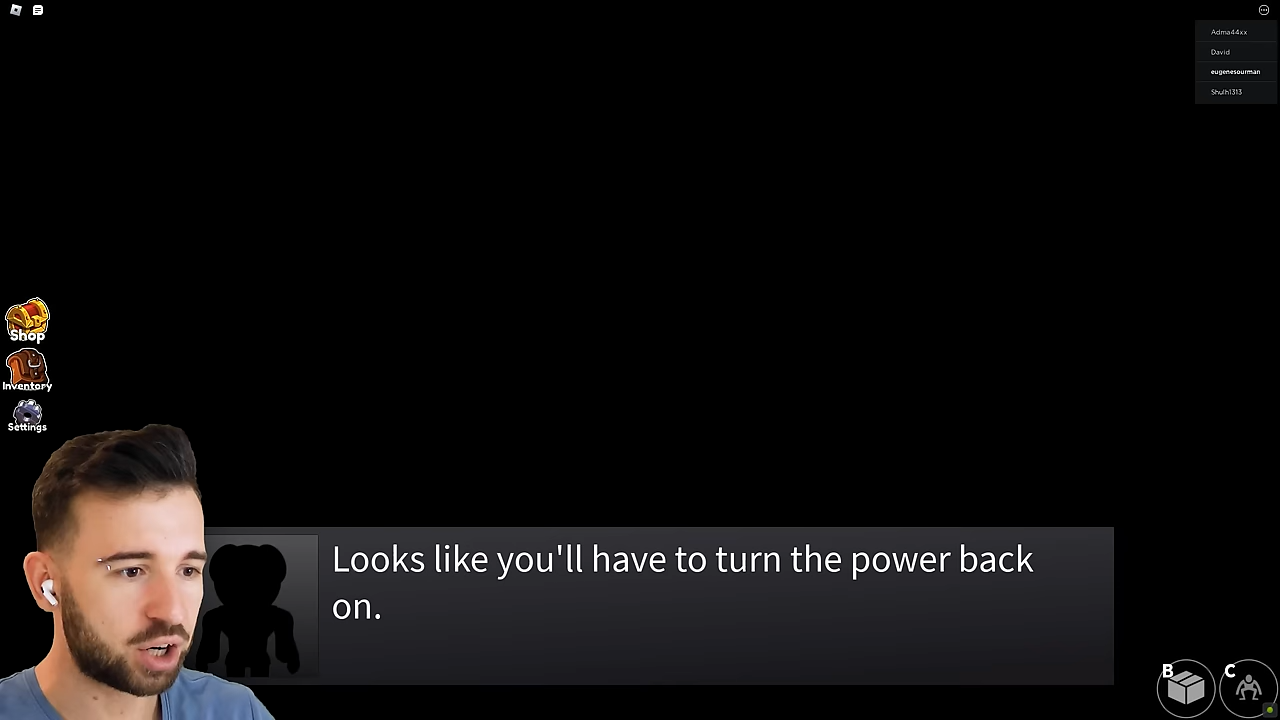 Adma44xx
David
eugenesourman
Shulh1313
Shop
Inventory
Settings
Looks like you'll have to turn the power back
on.
B
C